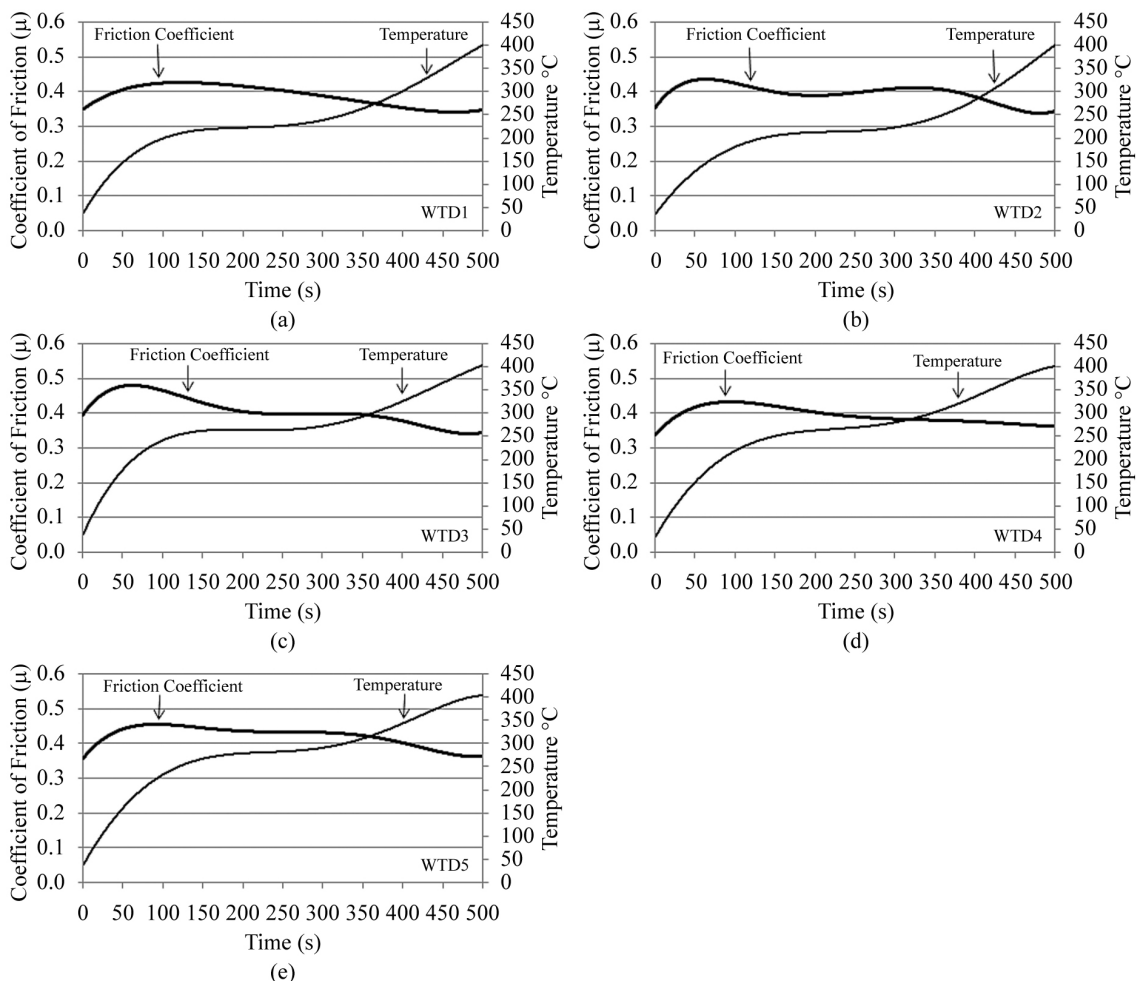 Coefficient of Friction (μ)
0.6
0.5
0.4
0.3
0.2
0.1
0.0
Friction Coefficient
Temperature
WTD1
450
400
350
300
250
200
150
100
50
0
Temperature °C
0 50 100 150 200 250 300 350 400 450 500
Time (s)
(a)
Coefficient of Friction (μ)
0.6
0.5
0.4
0.3
0.2
0.1
0.0
Friction Coefficient
Temperature
WTD2
450
400
350
300
250
200
150
100
50
0
Temperature °C
0 50 100 150 200 250 300 350 400 450 500
Time (s)
(b)
Coefficient of Friction (μ)
0.6
0.5
0.4
0.3
0.2
0.1
0.0
Friction Coefficient
Temperature
WTD3
450
400
350
300
250
200
150
100
50
0
Temperature °C
0 50 100 150 200 250 300 350 400 450 500
Time (s)
(c)
Coefficient of Friction (μ)
0.6
0.5
0.4
0.3
0.2
0.1
0.0
Friction Coefficient
Temperature
WTD4
450
400
350
300
250
200
150
100
50
0
Temperature °C
0 50 100 150 200 250 300 350 400 450 500
Time (s)
(d)
Coefficient of Friction (μ)
0.6
0.5
0.4
0.3
0.2
0.1
0.0
Friction Coefficient
Temperature
WTD5
450
400
350
300
250
200
150
100
50
0
Temperature °C
0 50 100 150 200 250 300 350 400 450 500
Time (s)
(e)